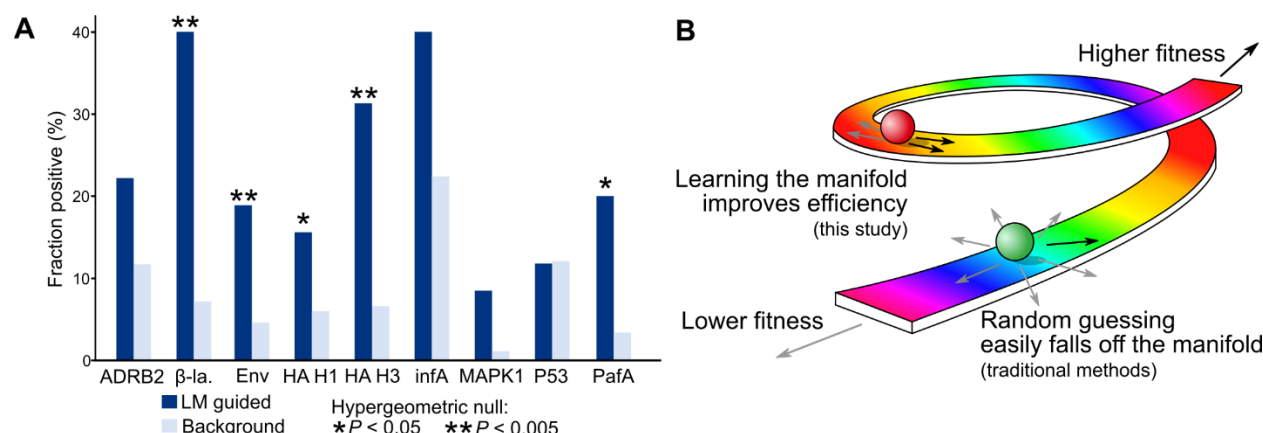 A
Fraction positive (%)
40
30
20
10
0
**
**
*
**
*
ADRB2 β-la. Env HA H1 HA H3 infA MAPK1 P53 PafA
LM guided
Background
Hypergeometric null:
*P < 0.05 **P < 0.005
B
Higher fitness
Learning the manifold
improves efficiency
(this study)
Lower fitness
Random guessing
easily falls off the manifold
(traditional methods)